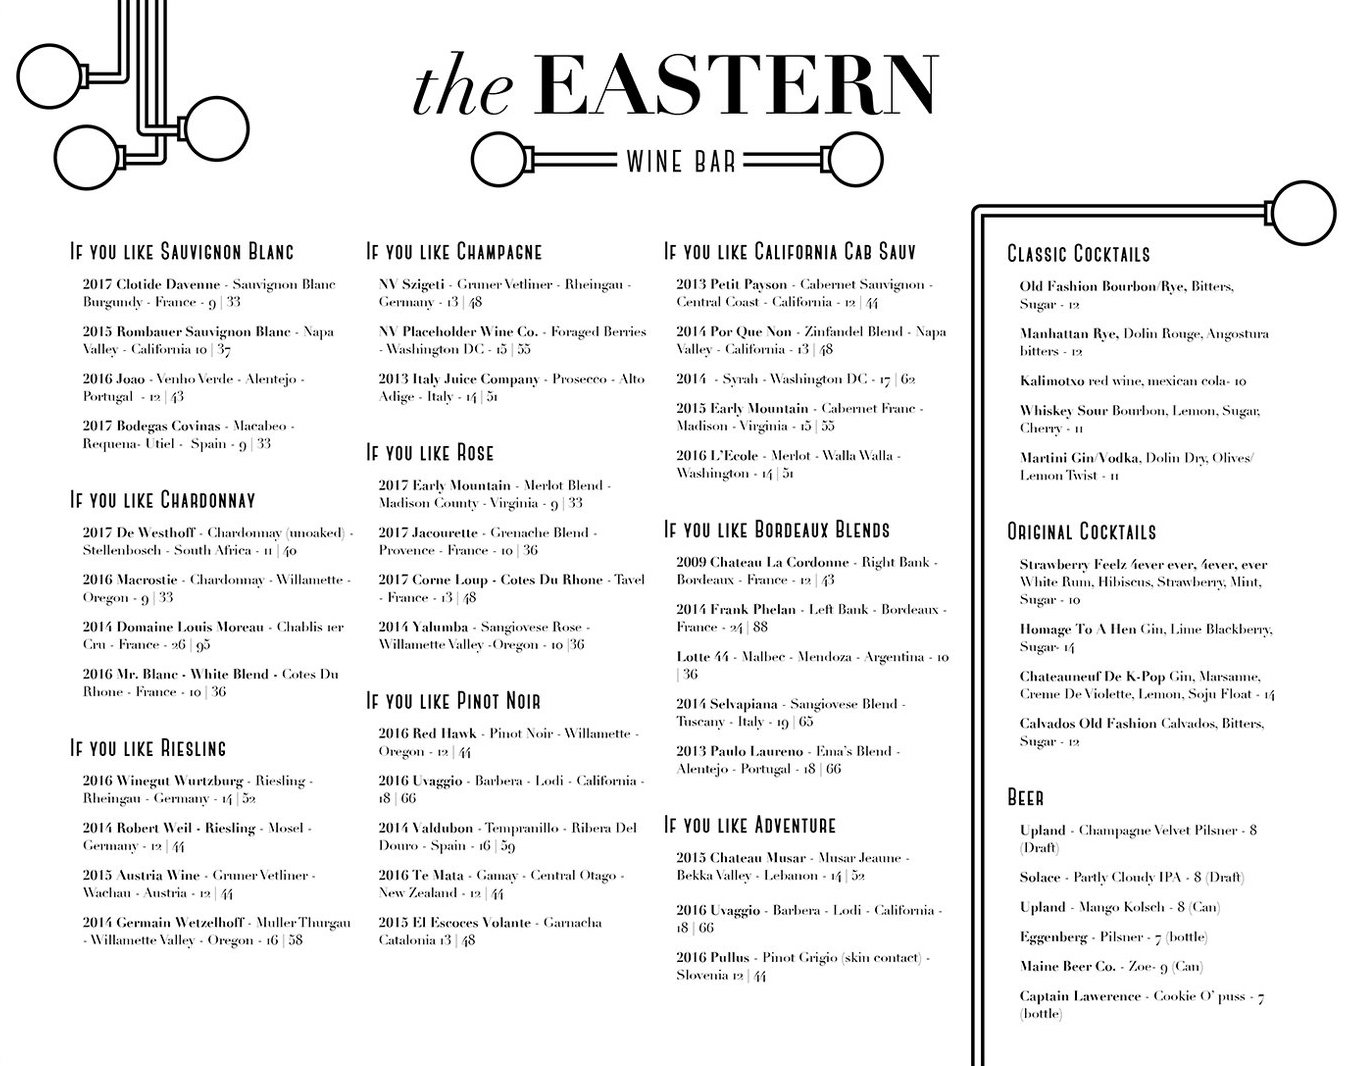 the EASTERN
WINE BAR
If you like Sauvignon Blanc
2017 Clotide Davenne - Sauvignon Blanc
Burgundy - France - 9 | 33
2015 Rombauer Sauvignon Blanc - Napa
Valley - California 10 | 37
2016 Joao - Venho Verde - Alentejo -
Portugal - 12 | 43
2017 Bodegas Covinas - Macabeo -
Requena- Utiel - Spain - 9 | 33
If you like Chardonnay
2017 De Westhoff - Chardonnay (unoaked) -
Stellenbosch - South Africa - 11 | 40
2016 Macrostie - Chardonnay - Willamette -
Oregon - 9 | 33
2014 Domaine Louis Moreau - Chablis 1er
Cru - France - 26 | 95
2016 Mr. Blanc - White Blend - Cotes Du
Rhone - France - 10 | 36
If you like Riesling
2016 Winegut Wurtzburg - Riesling -
Rheingau - Germany - 14 | 52
2014 Robert Weil - Riesling - Mosel -
Germany - 12 | 44
2015 Austria Wine - Gruner Vetliner -
Wachau - Austria - 12 | 44
2014 Germain Wetzelhoff - Muller Thurgau
- Willamette Valley - Oregon - 16 | 58
If you like Champagne
NV Szigeti - Gruner Vetliner - Rheingau -
Germany - 13 | 48
NV Placeholder Wine Co. - Foraged Berries
- Washington DC - 15 | 55
2013 Italy Juice Company - Prosecco - Alto
Adige - Italy - 14 | 51
If you like Rose
2017 Early Mountain - Merlot Blend -
Madison County - Virginia - 9 | 33
2017 Jacourette - Grenache Blend -
Provence - France - 10 | 36
2017 Corne Loup - Cotes Du Rhone - Tavel
- France - 13 | 48
2014 Yalumba - Sangiovese Rose -
Willamette Valley -Oregon - 10 |36
If you like Pinot Noir
2016 Red Hawk - Pinot Noir - Willamette -
Oregon - 12 | 44
2016 Uvaggio - Barbera - Lodi - California -
18 | 66
2014 Valdubon - Tempranillo - Ribera Del
Douro - Spain - 16 | 59
2016 Te Mata - Gamay - Central Otago -
New Zealand - 12 | 44
2015 El Escoces Volante - Garnacha
Catalonia 13 | 48
If you like California Cab Sauv
2013 Petit Payson - Cabernet Sauvignon -
Central Coast - California - 12 | 44
2014 Por Que Non - Zinfandel Blend - Napa
Valley - California - 13 | 48
2014 - Syrah - Washington DC - 17 | 62
2015 Early Mountain - Cabernet Franc -
Madison - Virginia - 15 | 55
2016 L'Ecole - Merlot - Walla Walla -
Washington - 14 | 51
If you like Bordeaux Blends
2009 Chateau La Cordonne - Right Bank -
Bordeaux - France - 12 | 43
2014 Frank Phelan - Left Bank - Bordeaux -
France - 24 | 88
Lotte 44 - Malbec - Mendoza - Argentina - 10
| 36
2014 Selvapiana - Sangiovese Blend -
Tuscany - Italy - 19 | 65
2013 Paulo Laureno - Ema's Blend -
Alentejo - Portugal - 18 | 66
If you like Adventure
2015 Chateau Musar - Musar Jeaune -
Bekka Valley - Lebanon - 14 | 52
2016 Uvaggio - Barbera - Lodi - California -
18 | 66
2016 Pullus - Pinot Grigio (skin contact) -
Slovenia 12 | 44
Classic Cocktails
Old Fashion Bourbon/Rye, Bitters,
Sugar - 12
Manhattan Rye, Dolin Rouge, Angostura
bitters - 12
Kalimotxo red wine, mexican cola- 10
Whiskey Sour Bourbon, Lemon, Sugar,
Cherry - 11
Martini Gin/Vodka, Dolin Dry, Olives/
Lemon Twist - 11
Original Cocktails
Strawberry Feelz 4ever ever, 4ever, ever
White Rum, Hibiscus, Strawberry, Mint,
Sugar - 10
Homage To A Hen Gin, Lime Blackberry,
Sugar- 14
Chateauneuf De K-Pop Gin, Marsanne,
Creme De Violette, Lemon, Soju Float - 14
Calvados Old Fashion Calvados, Bitters,
Sugar - 12
Beer
Upland - Champagne Velvet Pilsner - 8
(Draft)
Solace - Partly Cloudy IPA - 8 (Draft)
Upland - Mango Kolsch - 8 (Can)
Eggenberg - Pilsner - 7 (bottle)
Maine Beer Co. - Zoe- 9 (Can)
Captain Lawerence - Cookie O' puss - 7
(bottle)